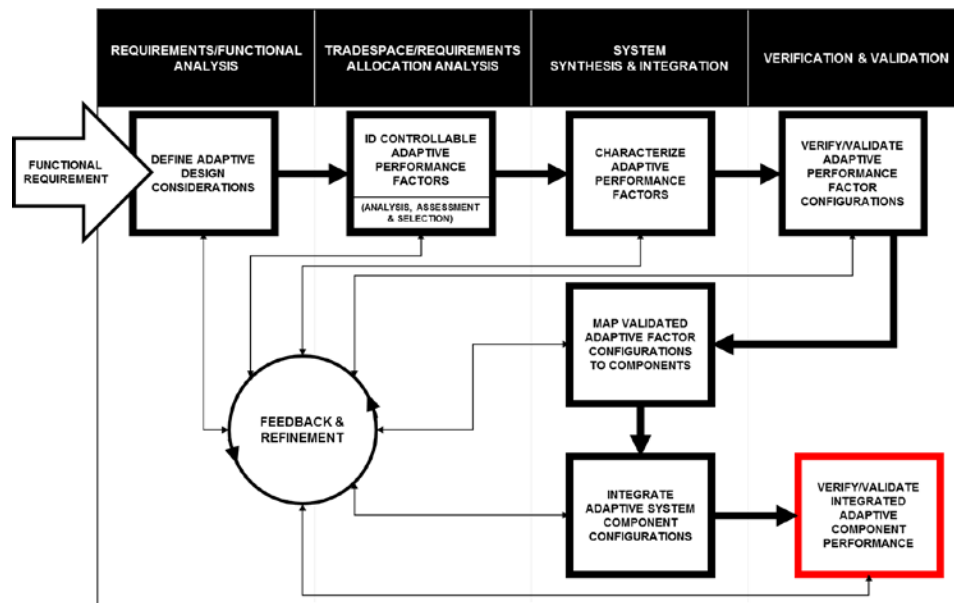 REQUIREMENTS/FUNCTIONAL
ANALYSIS
TRADESPACE/REQUIREMENTS
ALLOCATION ANALYSIS
SYSTEM
SYNTHESIS & INTEGRATION
VERIFICATION & VALIDATION
FUNCTIONAL
REQUIREMENT
DEFINE ADAPTIVE
DESIGN
CONSIDERATIONS
ID CONTROLLABLE
ADAPTIVE
PERFORMANCE
FACTORS
(ANALYSIS, ASSESSMENT
& SELECTION)
CHARACTERIZE
ADAPTIVE
PERFORMANCE
FACTORS
VERIFY/VALIDATE
ADAPTIVE
PERFORMANCE
FACTOR
CONFIGURATIONS
MAP VALIDATED
ADAPTIVE FACTOR
CONFIGURATIONS
TO COMPONENTS
FEEDBACK &
REFINEMENT
INTEGRATE
ADAPTIVE SYSTEM
COMPONENT
CONFIGURATIONS
VERIFY/VALIDATE
INTEGRATED
ADAPTIVE
COMPONENT
PERFORMANCE